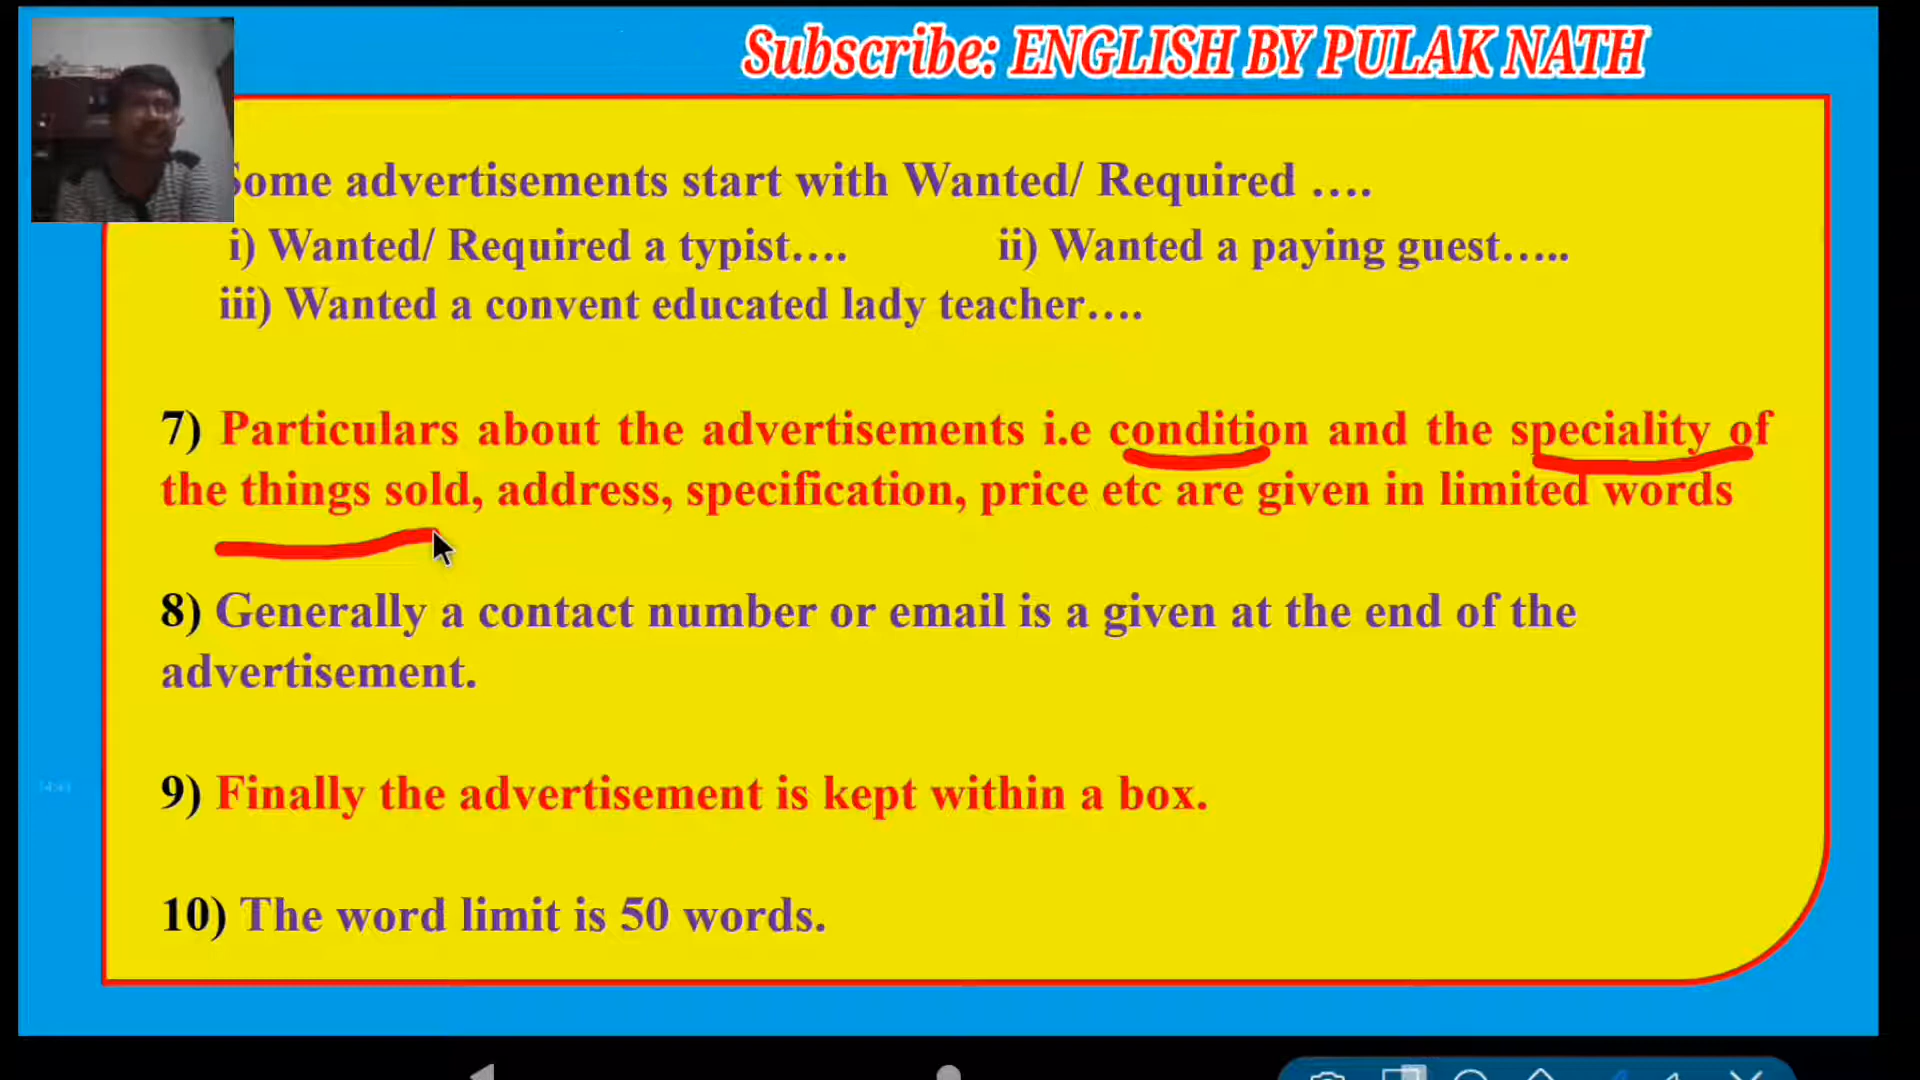 Subscribe: ENGLISH BY PULAK NATH
Some advertisements start with Wanted/ Required ….
i) Wanted/ Required a typist…. ii) Wanted a paying guest…..
iii) Wanted a convent educated lady teacher….
7) Particulars about the advertisements i.e condition and the speciality of
the things sold, address, specification, price etc are given in limited words
8) Generally a contact number or email is a given at the end of the
advertisement.
9) Finally the advertisement is kept within a box.
10) The word limit is 50 words.